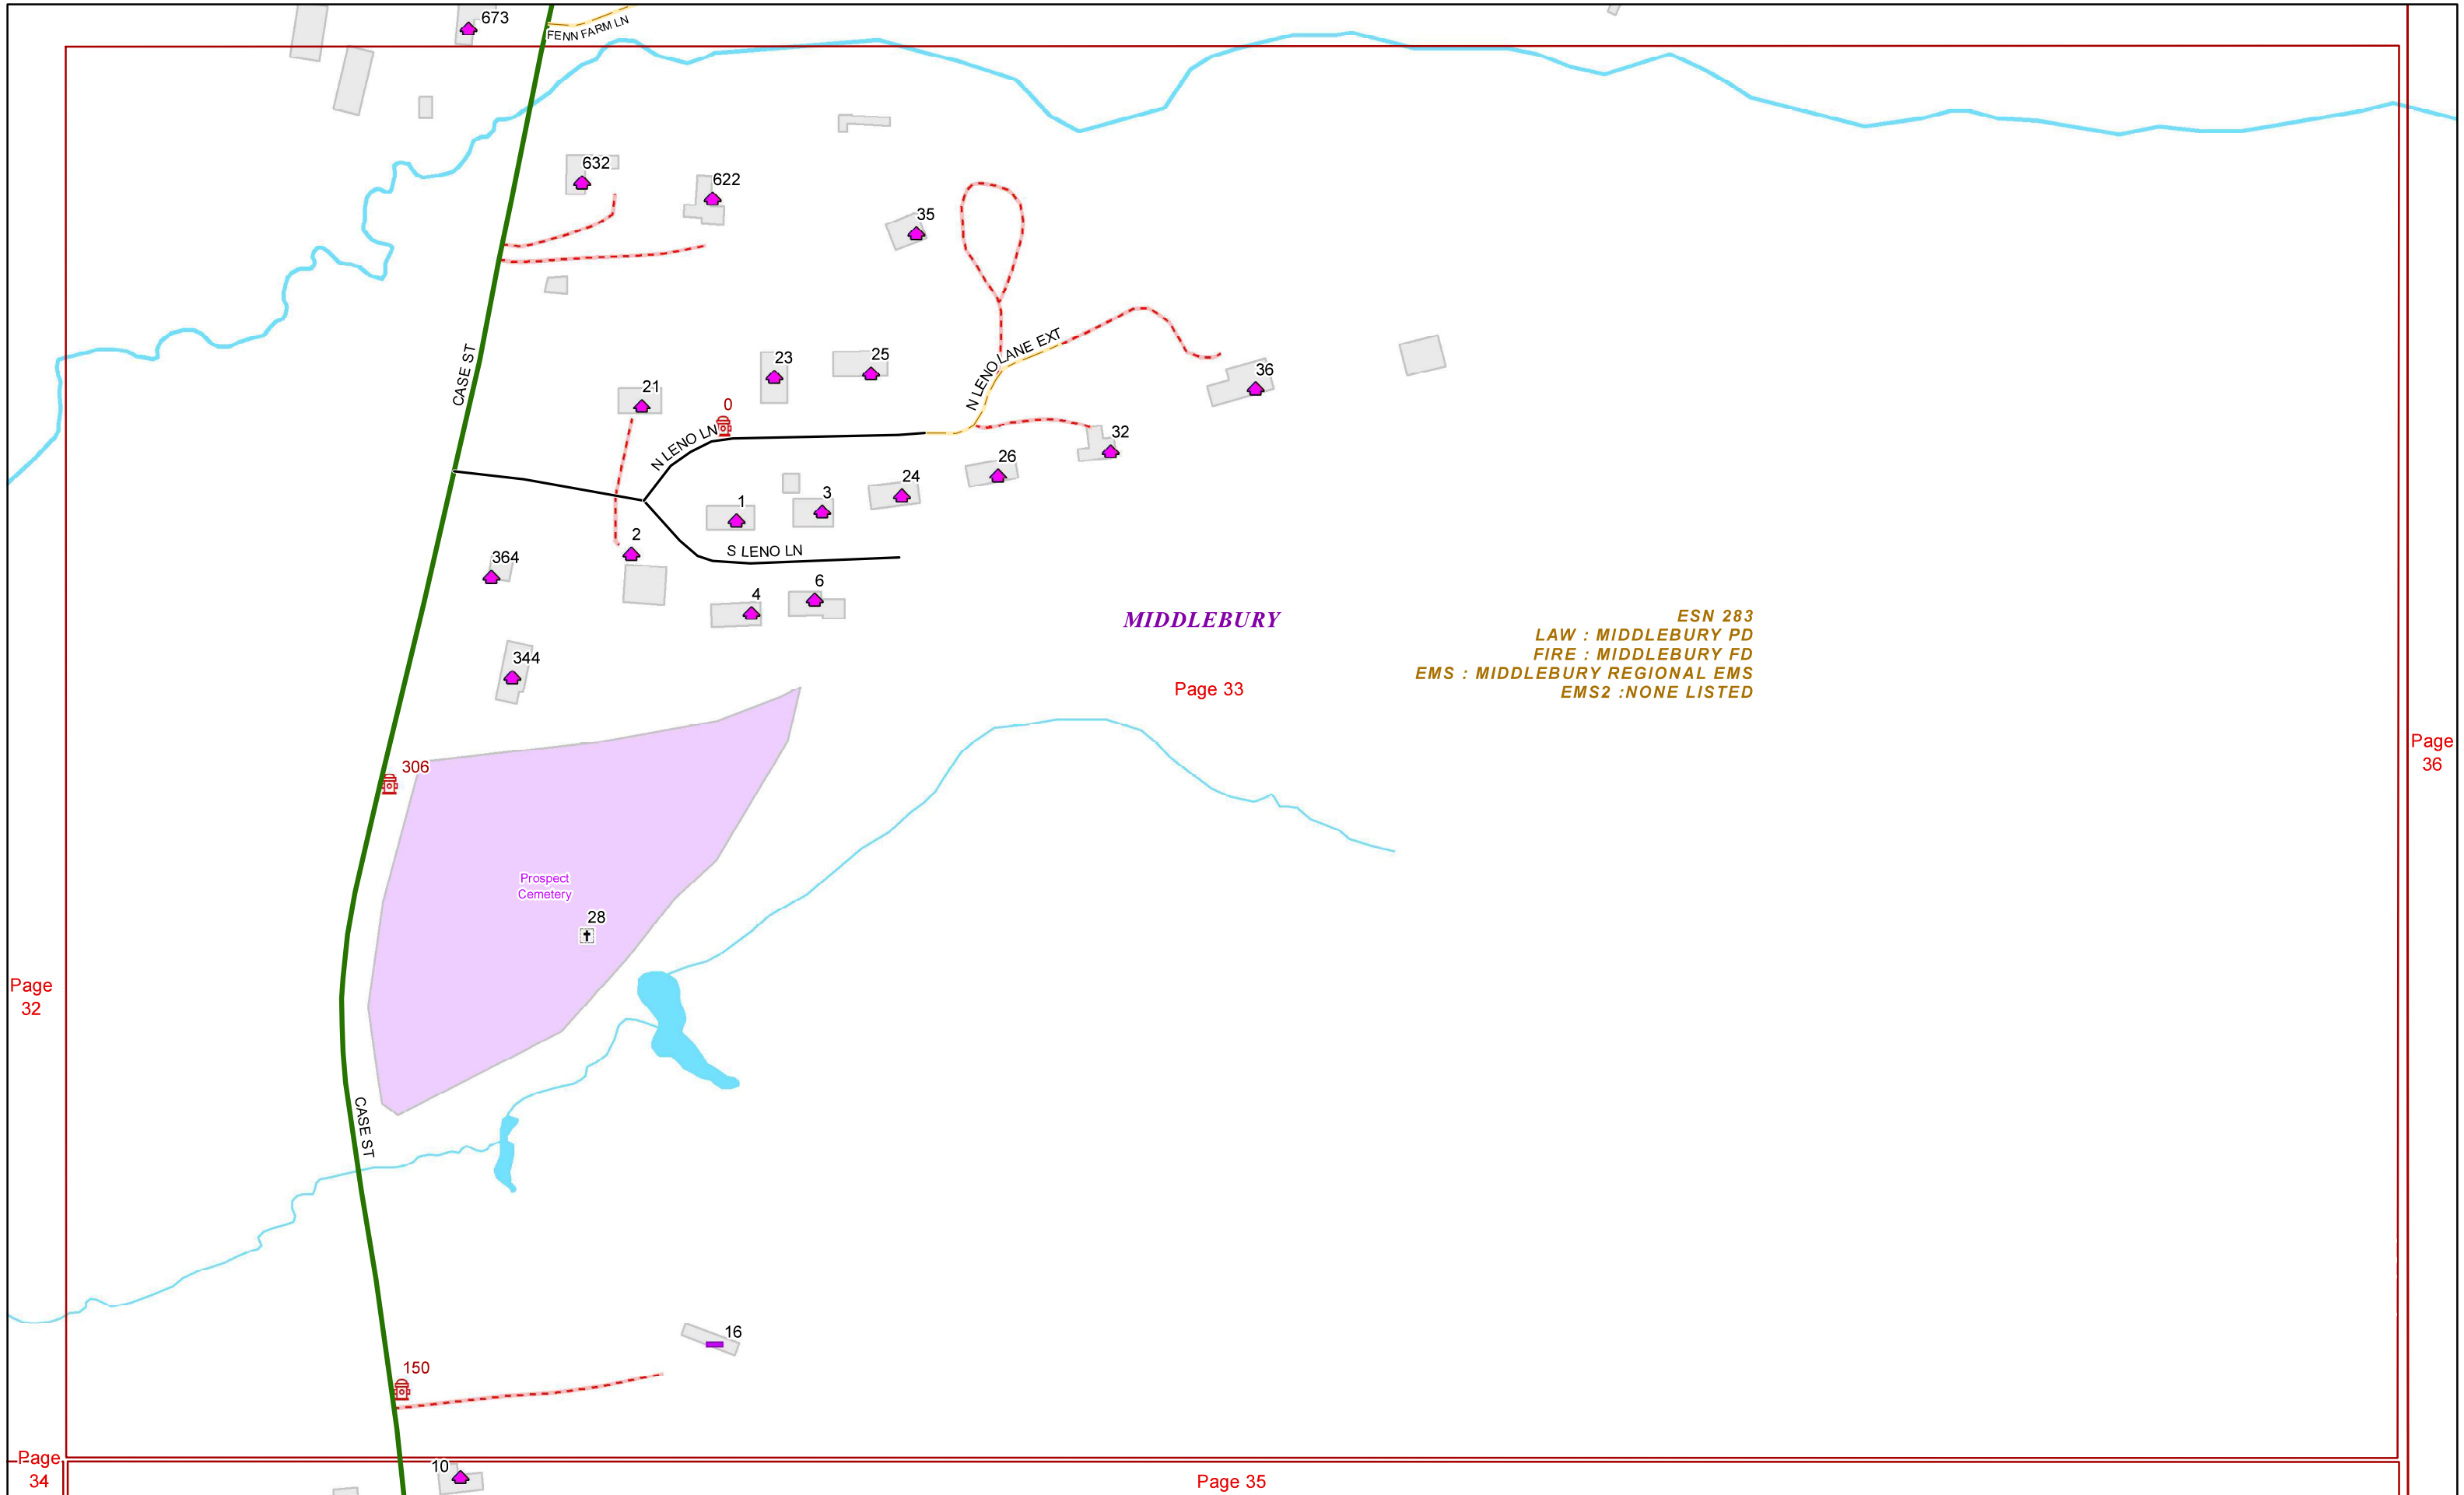 673
FENN FARM LN
632
622
35
CASE ST
23
25
N LENO LANE EXT
36
21
0
N LENO LN
32
26
24
1
3
2
S LENO LN
364
6
4
MIDDLEBURY
ESN 283
LAW : MIDDLEBURY PD
FIRE : MIDDLEBURY FD
EMS : MIDDLEBURY REGIONAL EMS
EMS2 :NONE LISTED
344
Page 33
Page
36
306
Prospect
Cemetery
28
Page
32
CASE ST
16
150
Page
34
10
Page 35